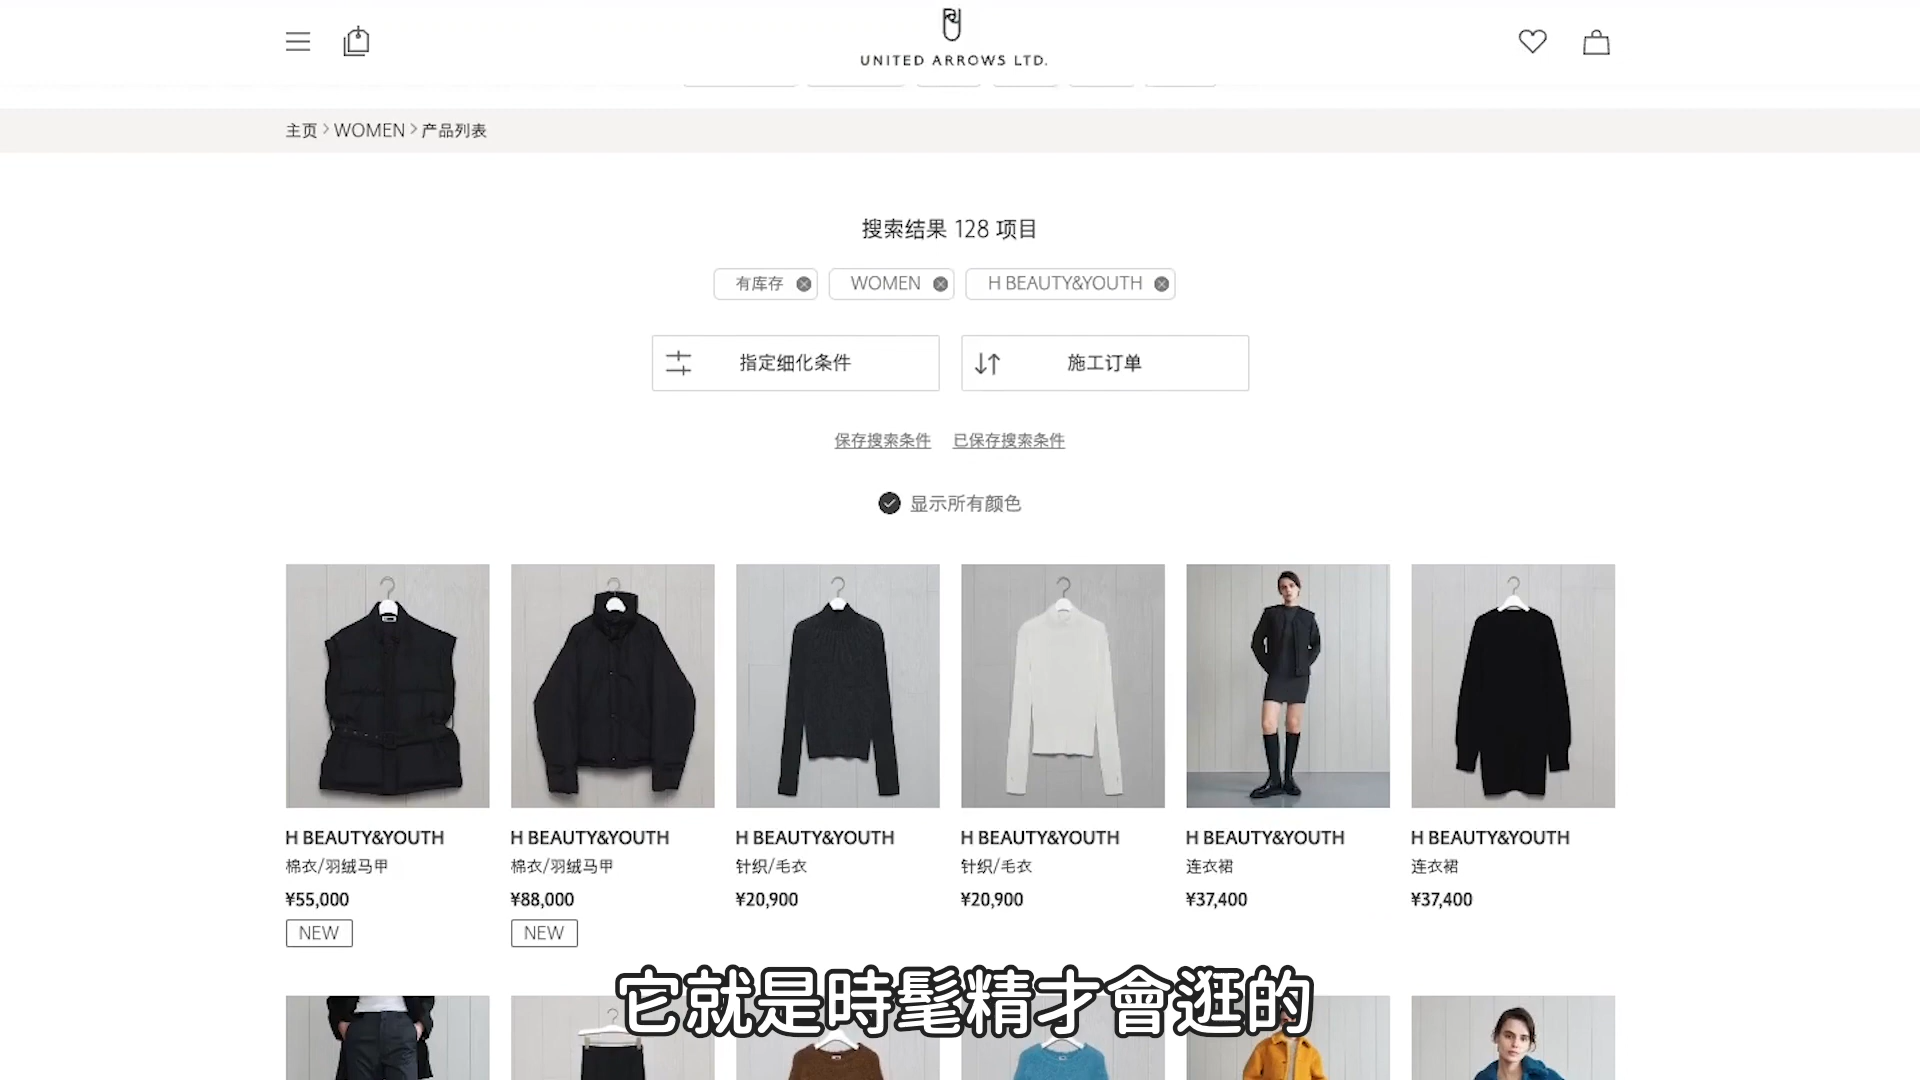 UNITED ARROWS LTD.
主页 > WOMEN > 产品列表
搜索结果 128 项目
有库存 WOMEN H BEAUTY&YOUTH
指定细化条件 施工订单
保存搜索条件 已保存搜索条件
显示所有颜色
H BEAUTY&YOUTH
棉衣/羽绒马甲
¥55,000
NEW
H BEAUTY&YOUTH
棉衣/羽绒马甲
¥88,000
NEW
H BEAUTY&YOUTH
针织/毛衣
¥20,900
H BEAUTY&YOUTH
针织/毛衣
¥20,900
H BEAUTY&YOUTH
连衣裙
¥37,400
H BEAUTY&YOUTH
连衣裙
¥37,400
它就是時髦精才會逛的